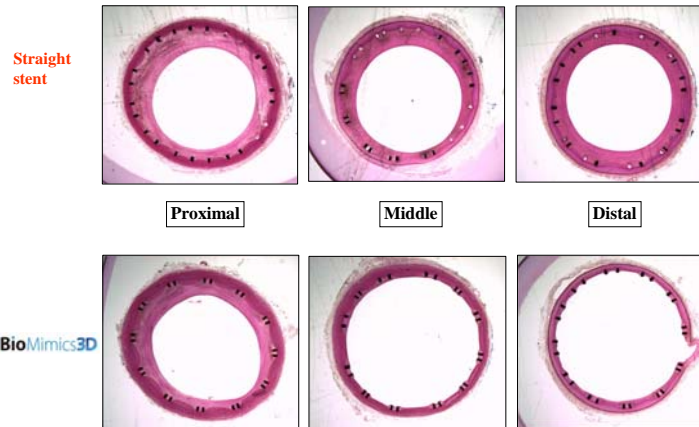 Straight
stent
Proximal
Middle
Distal
BioMimics3D